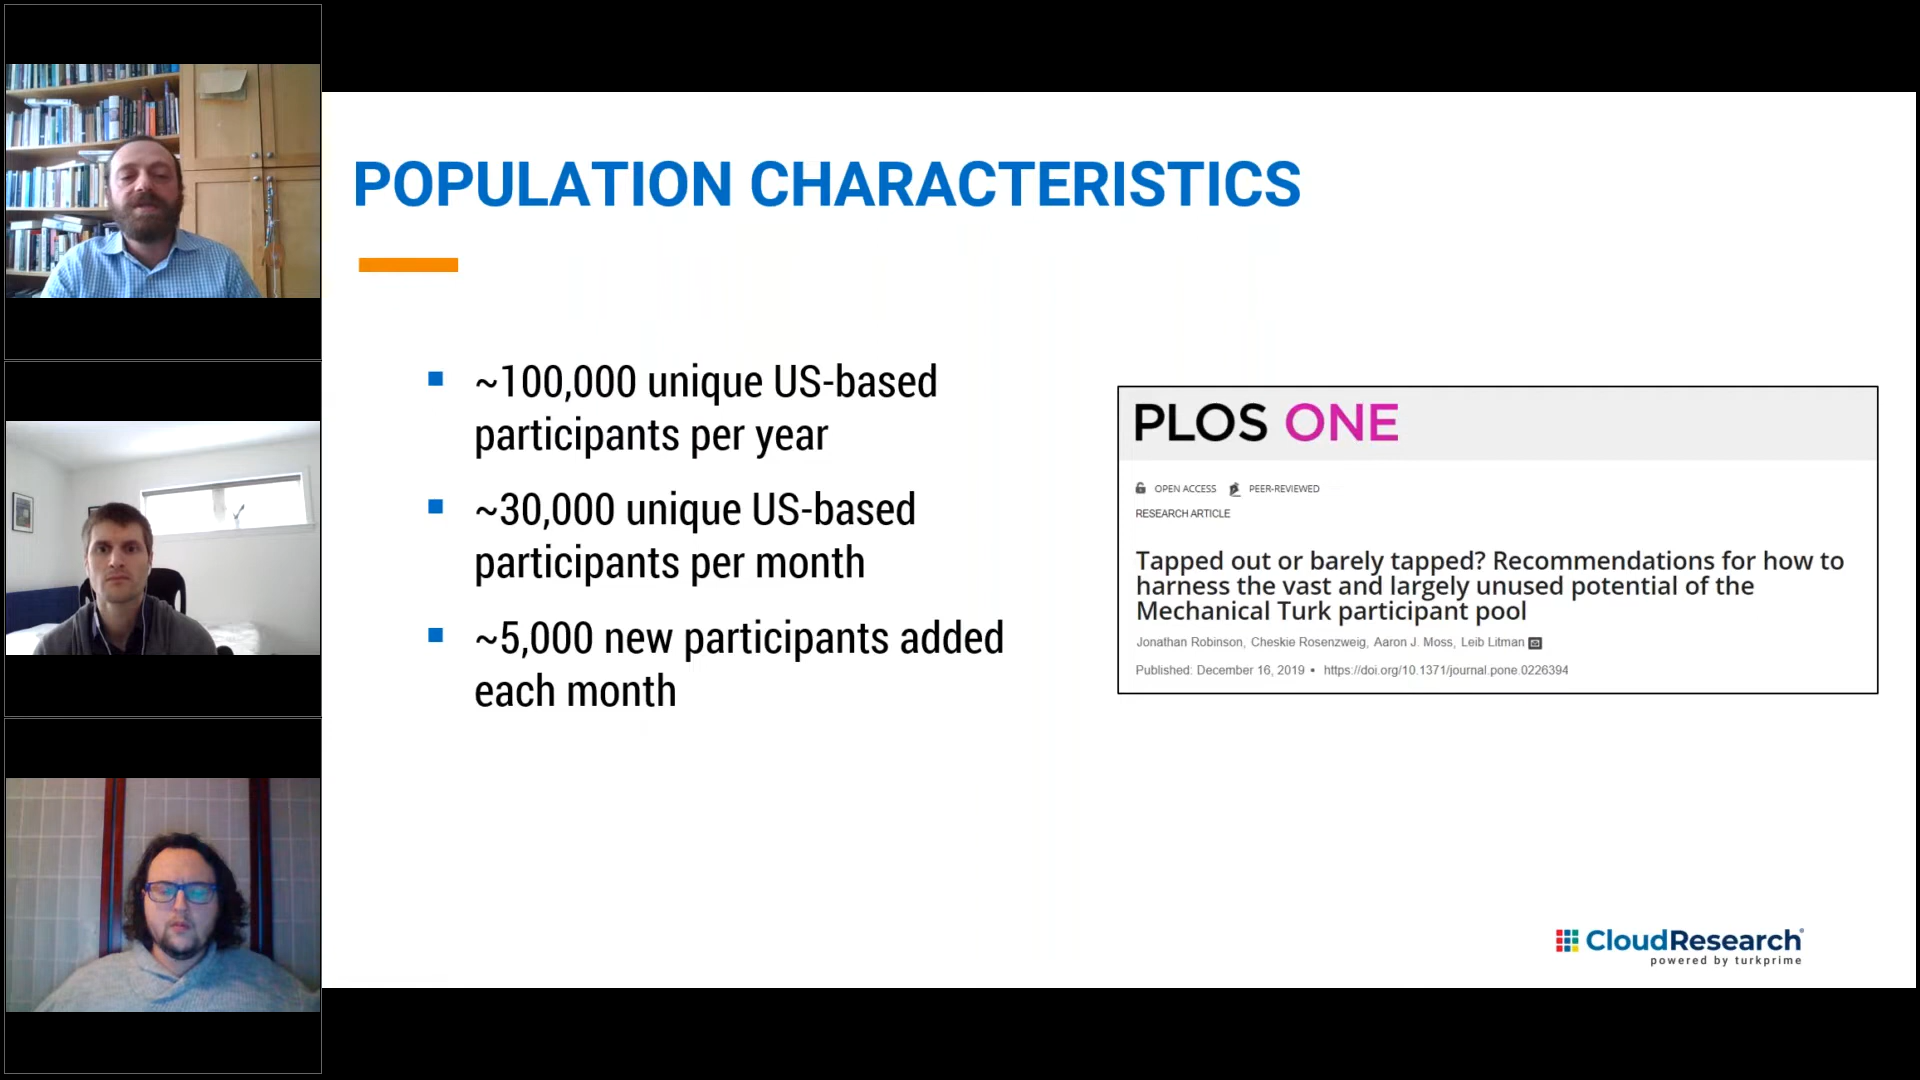 POPULATION CHARACTERISTICS
▪ ~100,000 unique US-based
participants per year
▪ ~30,000 unique US-based
participants per month
▪ ~5,000 new participants added
each month
PLOS ONE
OPEN ACCESS PEER-REVIEWED
RESEARCH ARTICLE
Tapped out or barely tapped? Recommendations for how to
harness the vast and largely unused potential of the
Mechanical Turk participant pool
Jonathan Robinson, Cheskie Rosenzweig, Aaron J. Moss, Leib Litman
Published: December 16, 2019 • https://doi.org/10.1371/journal.pone.0226394
CloudResearch
powered by turkprime